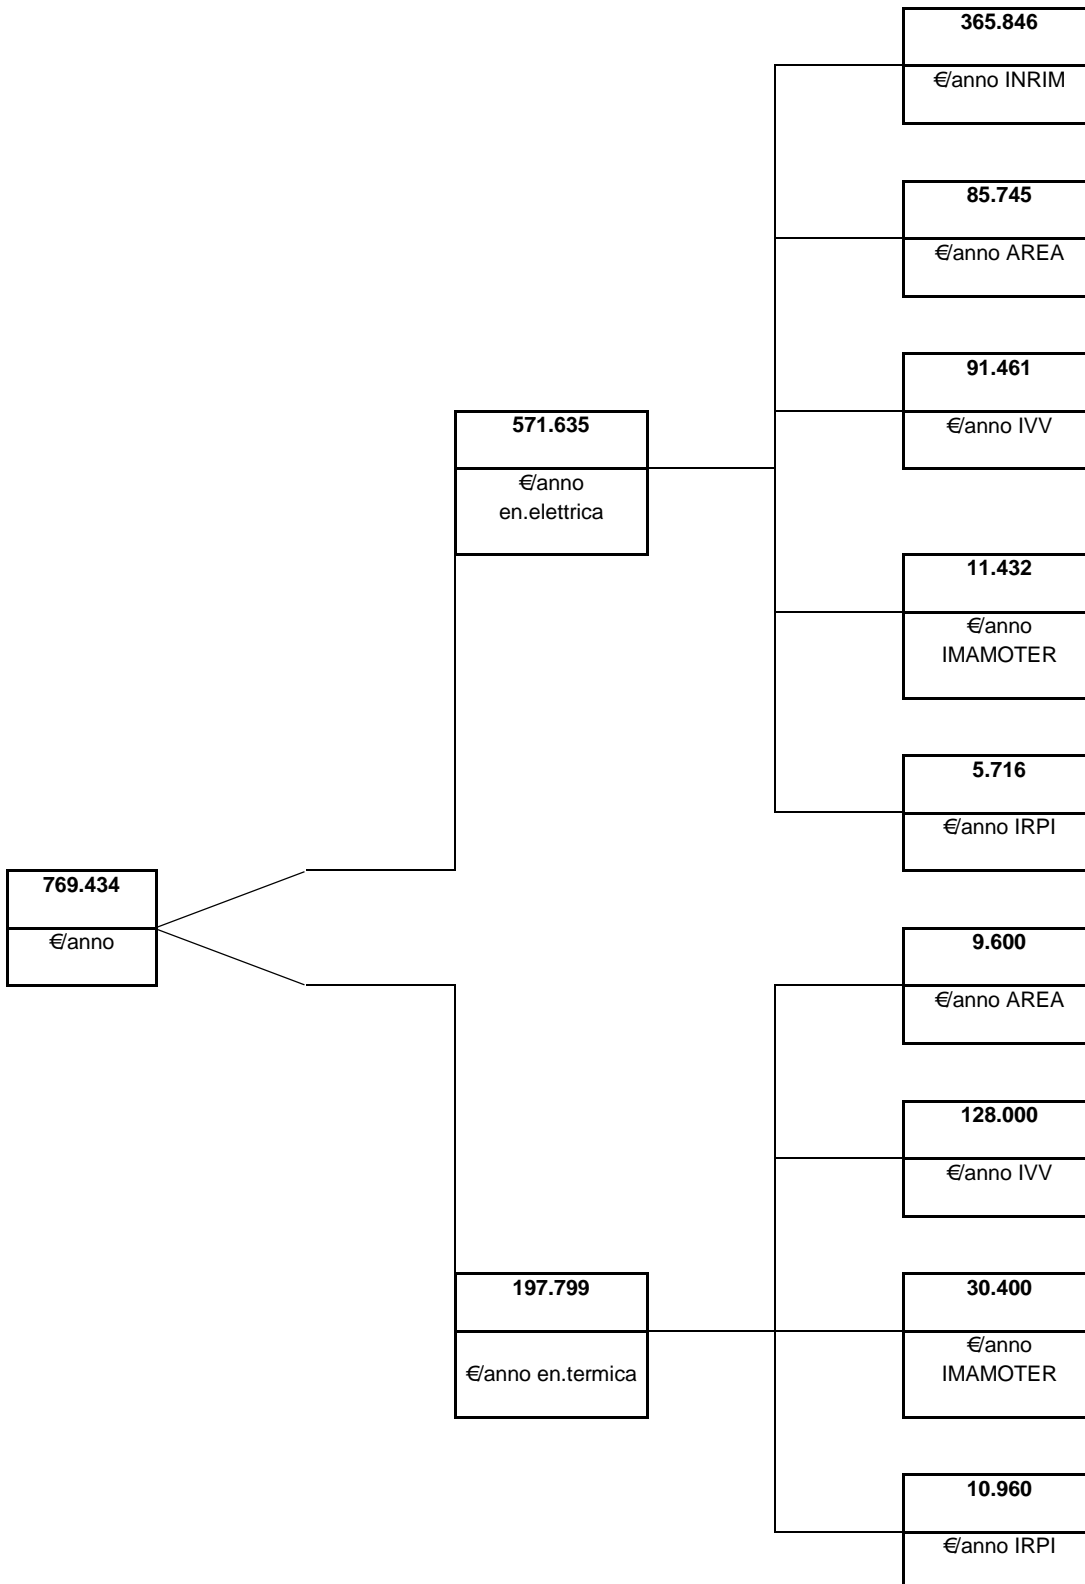 365.846
€/anno INRIM
85.745
€/anno AREA
91.461
€/anno IVV
571.635
€/anno
en.elettrica
11.432
€/anno
IMAMOTER
5.716
€/anno IRPI
769.434
€/anno
9.600
€/anno AREA
128.000
€/anno IVV
197.799
€/anno en.termica
30.400
€/anno
IMAMOTER
10.960
€/anno IRPI